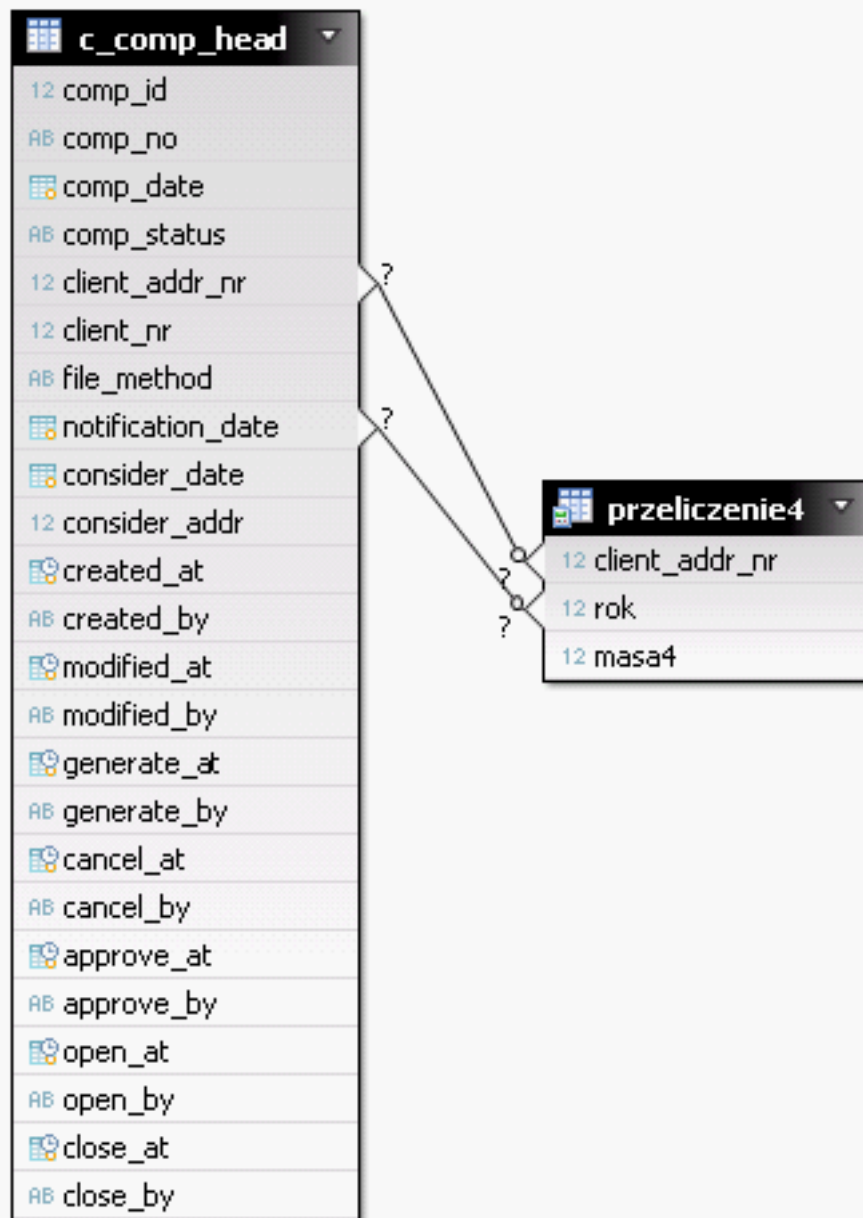 c_comp_head
12 comp_id
AB comp_no
comp_date
AB comp_status
12 client_addr_nr
?
12 client_nr
AB file_method
notification_date
?
consider_date
12 consider_addr
created_at
AB created_by
modified_at
AB modified_by
generate_at
AB generate_by
cancel_at
AB cancel_by
approve_at
AB approve_by
open_at
AB open_by
close_at
AB close_by
przeliczenie4
12 client_addr_nr
?
12 rok
?
12 masa4